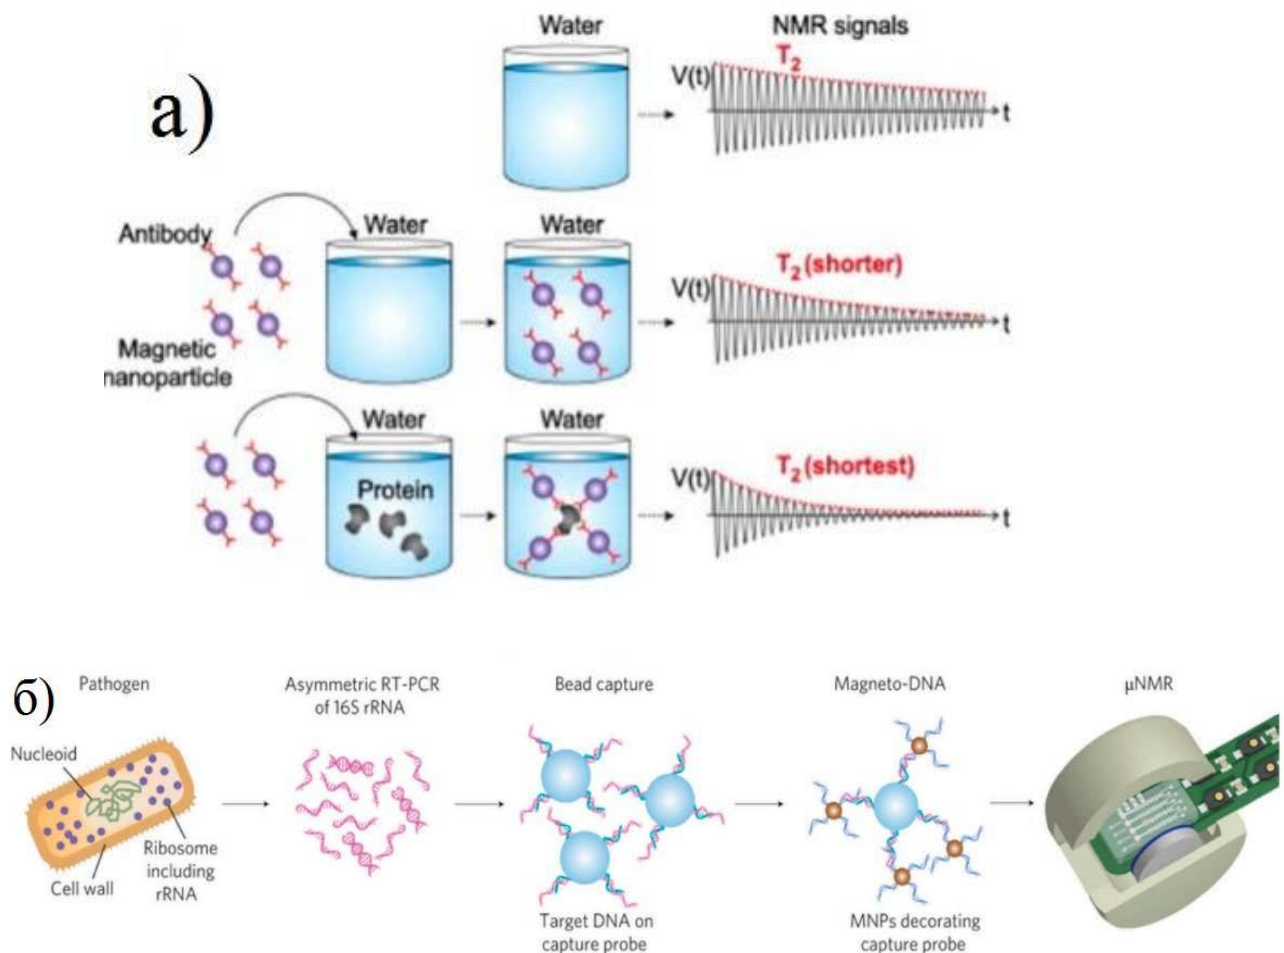 a)
Water
NMR signals
T2
V(t)
t
Antibody
Magnetic
nanoparticle
Water
Water
T2 (shorter)
V(t)
t
Water
Protein
Water
T2 (shortest)
V(t)
t
б)
Pathogen
Nucleoid
Cell wall
Ribosome
including
rRNA
Asymmetric RT-PCR
of 16S rRNA
Bead capture
Target DNA on
capture probe
Magneto-DNA
MNPs decorating
capture probe
µNMR